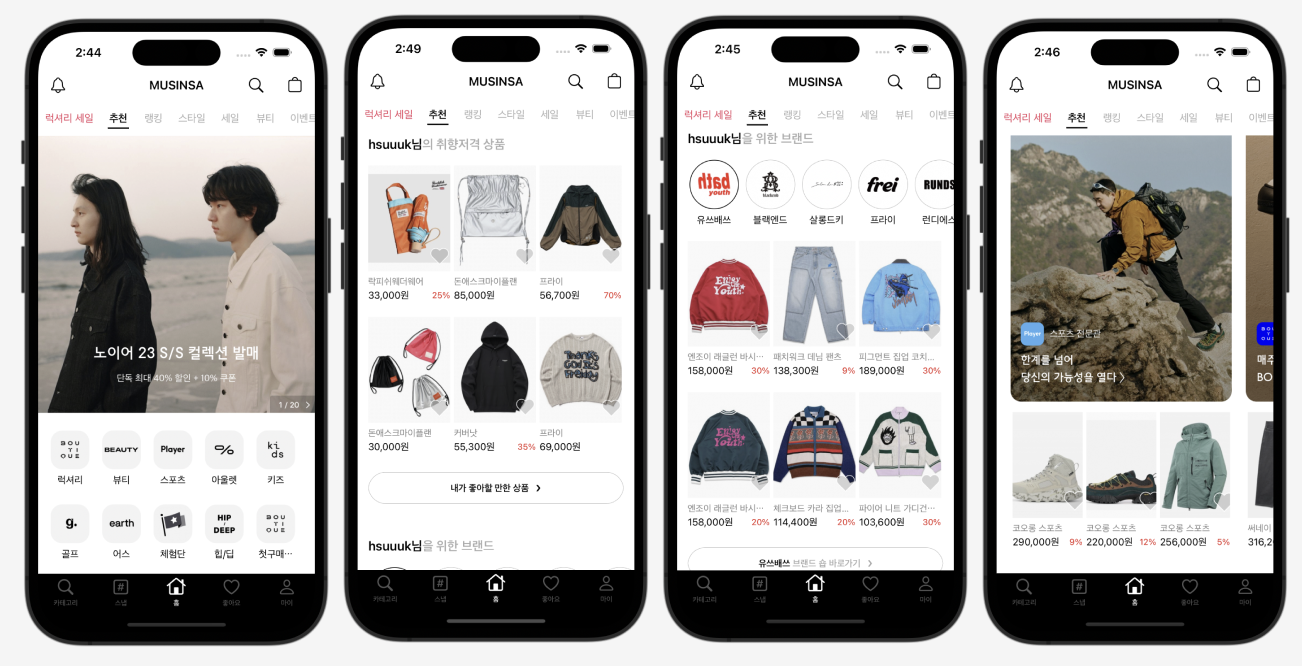 2:44
MUSINSA
럭셔리 세일 추천 랭킹 스타일 세일 뷰티 이벤트
노이어 23 S/S 컬렉션 발매
단독 최대 40% 할인 + 10% 쿠폰
1 / 20
BOUTIQUE BEAUTY Player % kids
럭셔리 뷰티 스포츠 아울렛 키즈
g. earth HIP/DEEP BOUTIQUE
골프 어스 체험단 힙/딥 첫구매…
카테고리 스냅 홈 좋아요 마이
2:49
MUSINSA
럭셔리 세일 추천 랭킹 스타일 세일 뷰티 이벤트
hsuuuk님의 취향저격 상품
락피쉬웨더웨어 돈애스크마이플랜 프라이
33,000원 25% 85,000원 56,700원 70%
돈애스크마이플랜 커버낫 프라이
30,000원 55,300원 35% 69,000원
내가 좋아할 만한 상품
hsuuuk님을 위한 브랜드
카테고리 스냅 홈 좋아요 마이
2:45
MUSINSA
럭셔리 세일 추천 랭킹 스타일 세일 뷰티 이벤트
hsuuuk님을 위한 브랜드
youth frei RUNDS
유쓰배쓰 블랙엔드 살롱드키 프라이 런디에스
엔조이 래글런 바시… 패치워크 데님 팬츠 피그먼트 집업 코치…
158,000원 30% 138,300원 9% 189,000원 30%
엔조이 래글런 바시… 체크보드 카라 집업… 파이어 니트 가디건…
158,000원 20% 114,400원 20% 103,600원 30%
유쓰배쓰 브랜드 숍 바로가기
카테고리 스냅 홈 좋아요 마이
2:46
MUSINSA
럭셔리 세일 추천 랭킹 스타일 세일 뷰티 이벤트
Player 스포츠 전문관
한계를 넘어 매주
당신의 가능성을 열다 BO
코오롱 스포츠 코오롱 스포츠 코오롱 스포츠 써네이
290,000원 9% 220,000원 12% 256,000원 5% 316,2
카테고리 스냅 홈 좋아요 마이